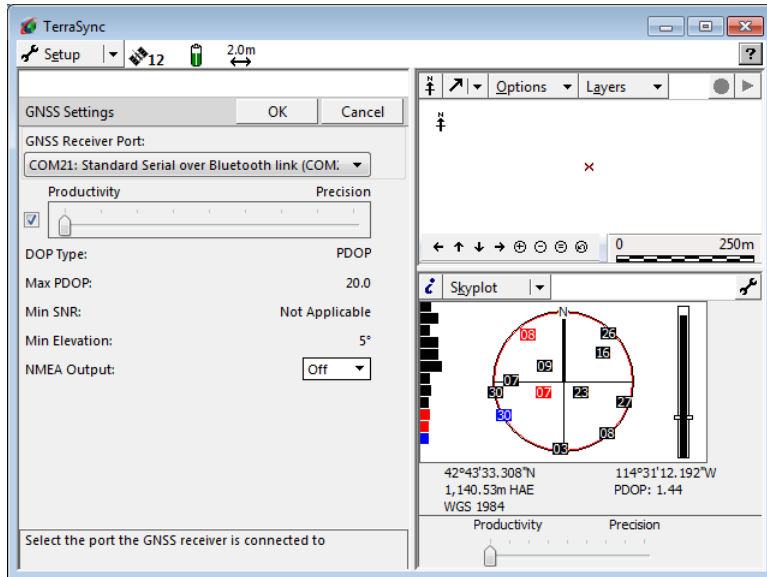 TerraSync
Setup
12
2.0m
?
GNSS Settings OK Cancel
GNSS Receiver Port:
COM21: Standard Serial over Bluetooth link (COM:
Productivity Precision
DOP Type: PDOP
Max PDOP: 20.0
Min SNR: Not Applicable
Min Elevation: 5°
NMEA Output: Off
Select the port the GNSS receiver is connected to
N Options Layers
N
0 250m
i Skyplot
N
08 26
16
09
07
30 07 23
27
30
08
03
42°43'33.308"N 114°31'12.192"W
1,140.53m HAE PDOP: 1.44
WGS 1984
Productivity Precision